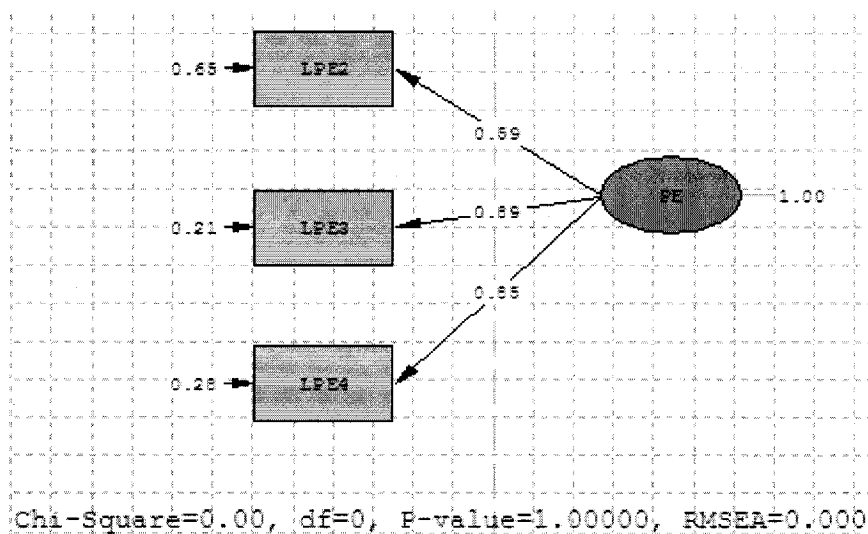 0.65 LPE2
0.59
PE 1.00
0.21 LPE3 0.89
0.85
0.28 LPE4
Chi-Square=0.00, df=0, P-value=1.00000, RMSEA=0.000